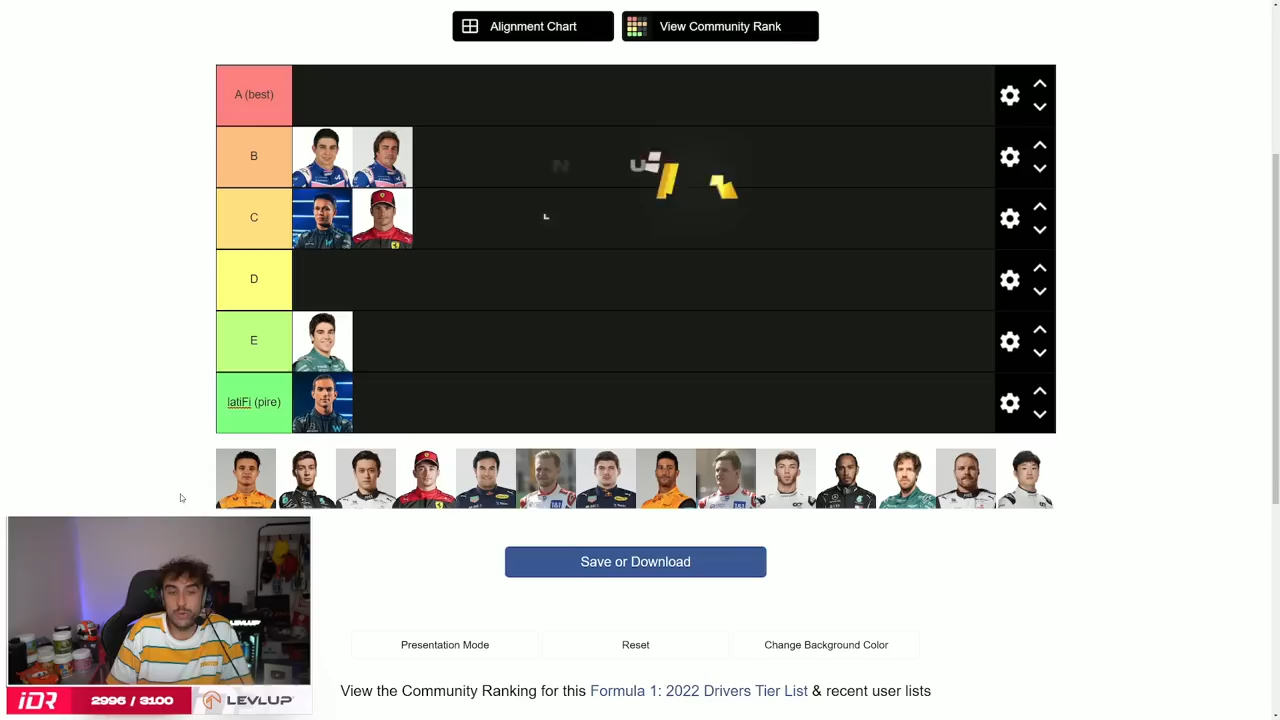 Alignment Chart
View Community Rank
A (best)
B
C
D
E
latiFi (pire)
Save or Download
Presentation Mode
Reset
Change Background Color
View the Community Ranking for this Formula 1: 2022 Drivers Tier List & recent user lists
LEVLUP
iDR
2996 / 3100
LEVLUP